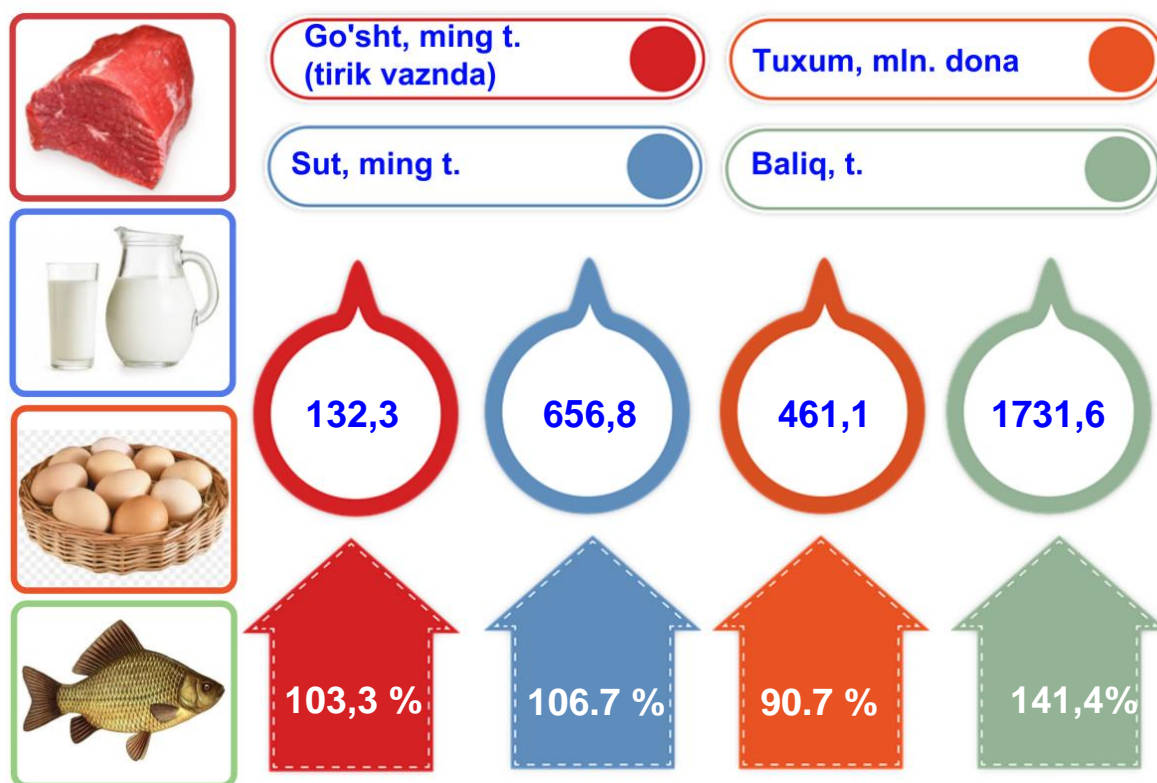 Go'sht, ming t.
(tirik vaznda)
Tuxum, mln. dona
Sut, ming t.
Baliq, t.
132,3
656,8
461,1
1731,6
103,3 %
106.7 %
90.7 %
141,4%